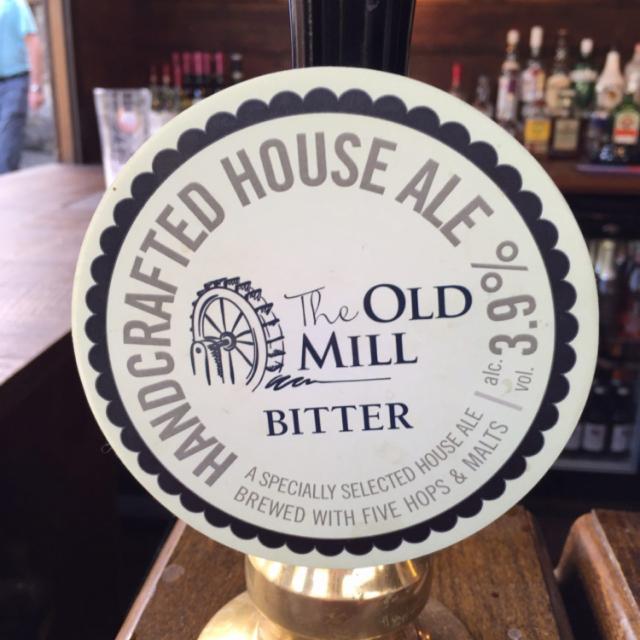 HANDCRAFTED HOUSE ALE
alc. 3.6%
vol.
The OLD
MILL
BITTER
A SPECIALLY SELECTED HOUSE ALE
BREWED WITH FIVE HOPS & MALTS